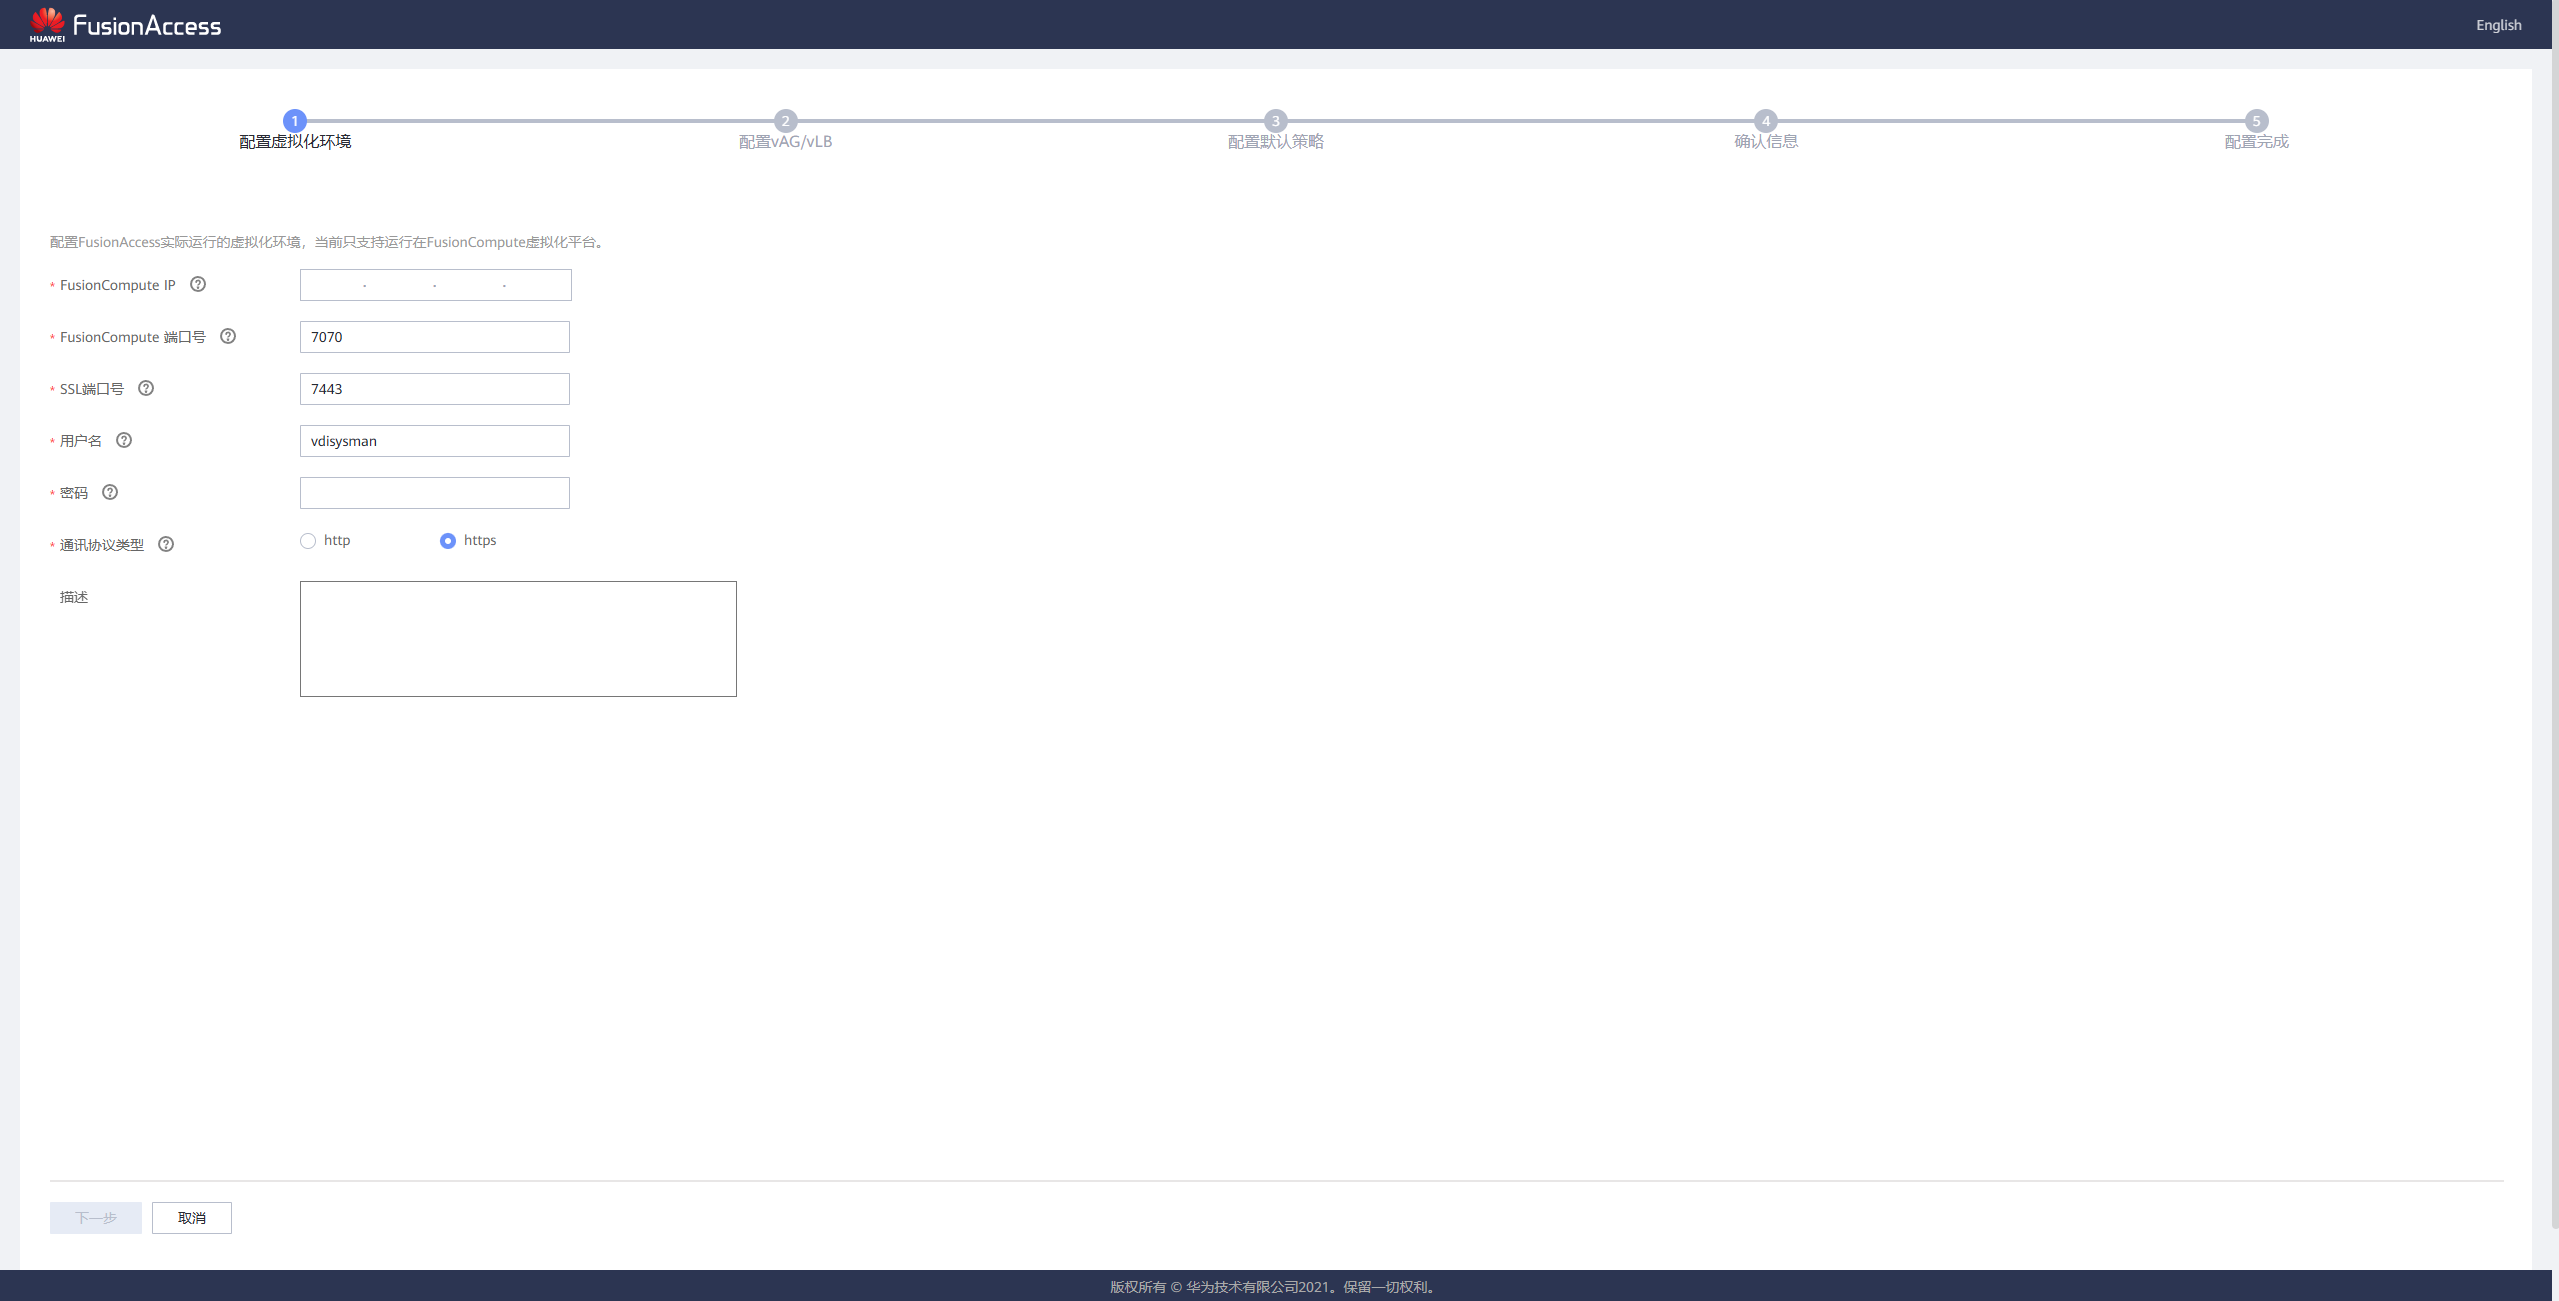 HUAWEI FusionAccess English
1 2 3 4 5
配置虚拟化环境 配置vAG/vLB 配置默认策略 确认信息 配置完成
配置FusionAccess实际运行的虚拟化环境，当前只支持运行在FusionCompute虚拟化平台。
* FusionCompute IP ? . . .
* FusionCompute 端口号 ? 7070
* SSL端口号 ? 7443
* 用户名 ? vdisysman
* 密码 ?
* 通讯协议类型 ? http https
描述
下一步 取消
版权所有 © 华为技术有限公司2021。保留一切权利。